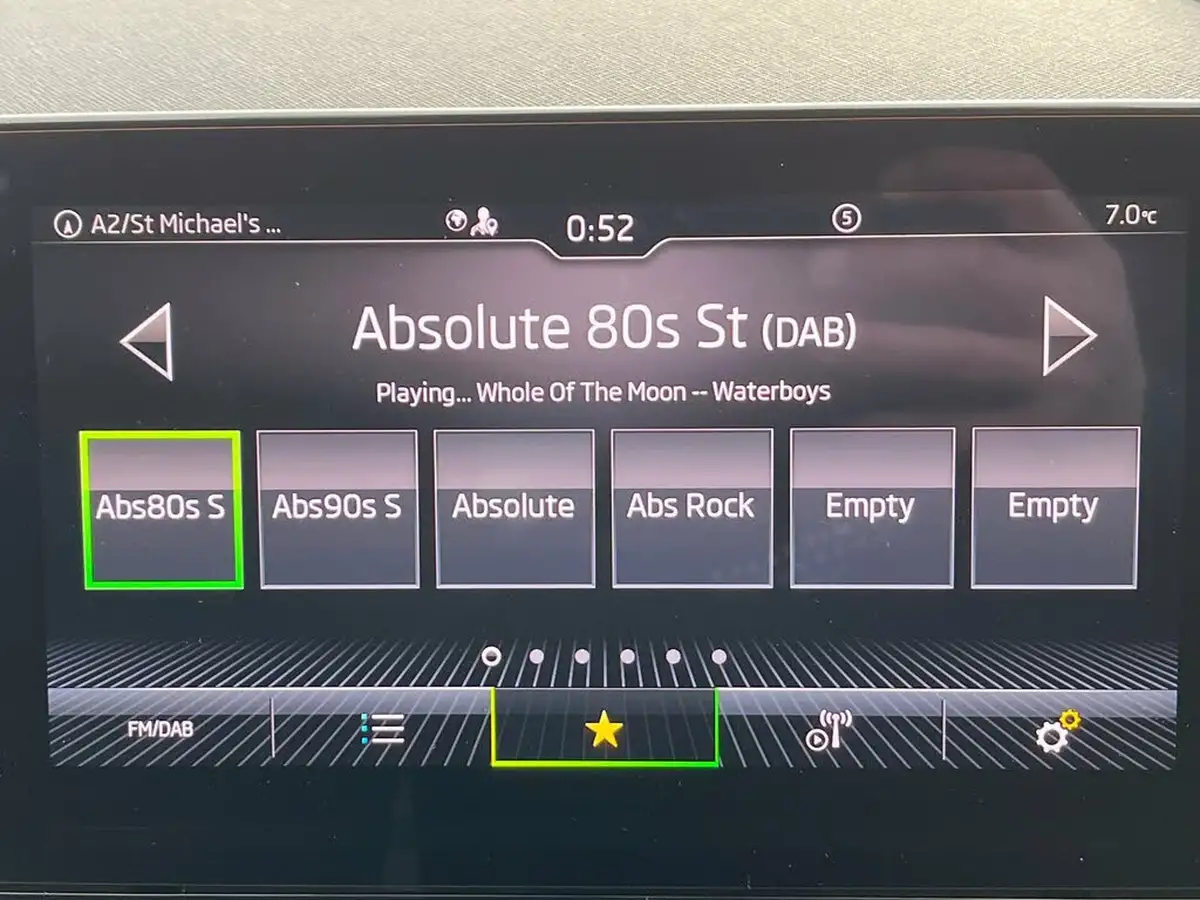 A2/St Michael's ...
0:52
5
7.0°C
Absolute 80s St (DAB)
Playing... Whole Of The Moon -- Waterboys
Abs80s S
Abs90s S
Absolute
Abs Rock
Empty
Empty
FM/DAB